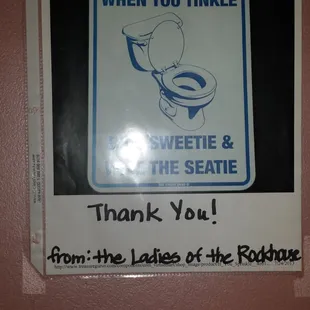 WHEN YOU TINKLE
SWEETIE &
THE SEATIE
Thank You!
from: the Ladies of the Rockhouse